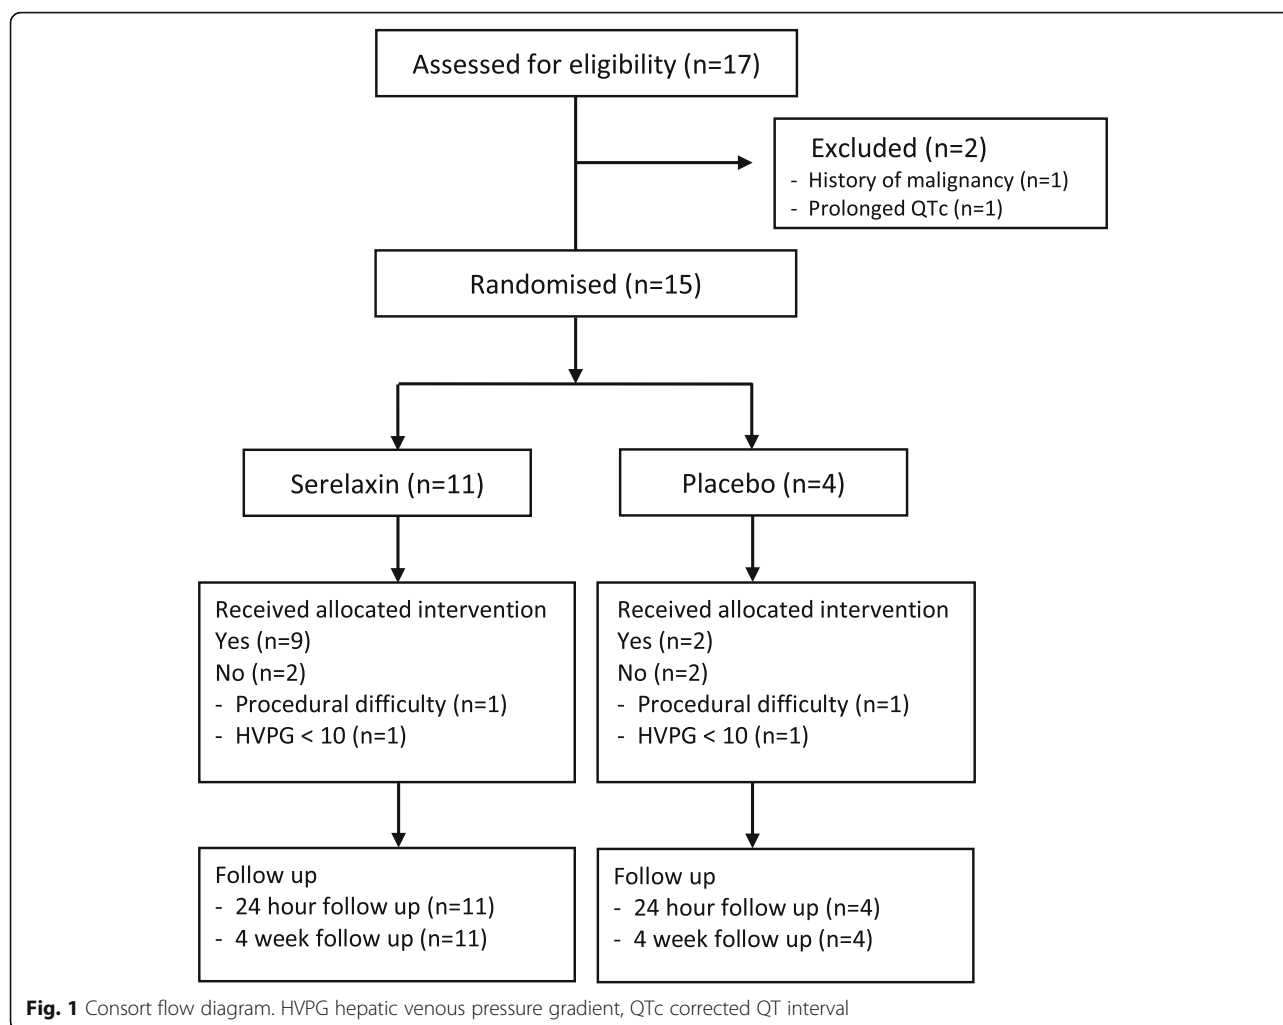 Assessed for eligibility (n=17)
Excluded (n=2)
- History of malignancy (n=1)
- Prolonged QTc (n=1)
Randomised (n=15)
Serelaxin (n=11)
Placebo (n=4)
Received allocated intervention
Yes (n=9)
No (n=2)
- Procedural difficulty (n=1)
- HVPG < 10 (n=1)
Received allocated intervention
Yes (n=2)
No (n=2)
- Procedural difficulty (n=1)
- HVPG < 10 (n=1)
Follow up
- 24 hour follow up (n=11)
- 4 week follow up (n=11)
Follow up
- 24 hour follow up (n=4)
- 4 week follow up (n=4)
Fig. 1 Consort flow diagram. HVPG hepatic venous pressure gradient, QTc corrected QT interval